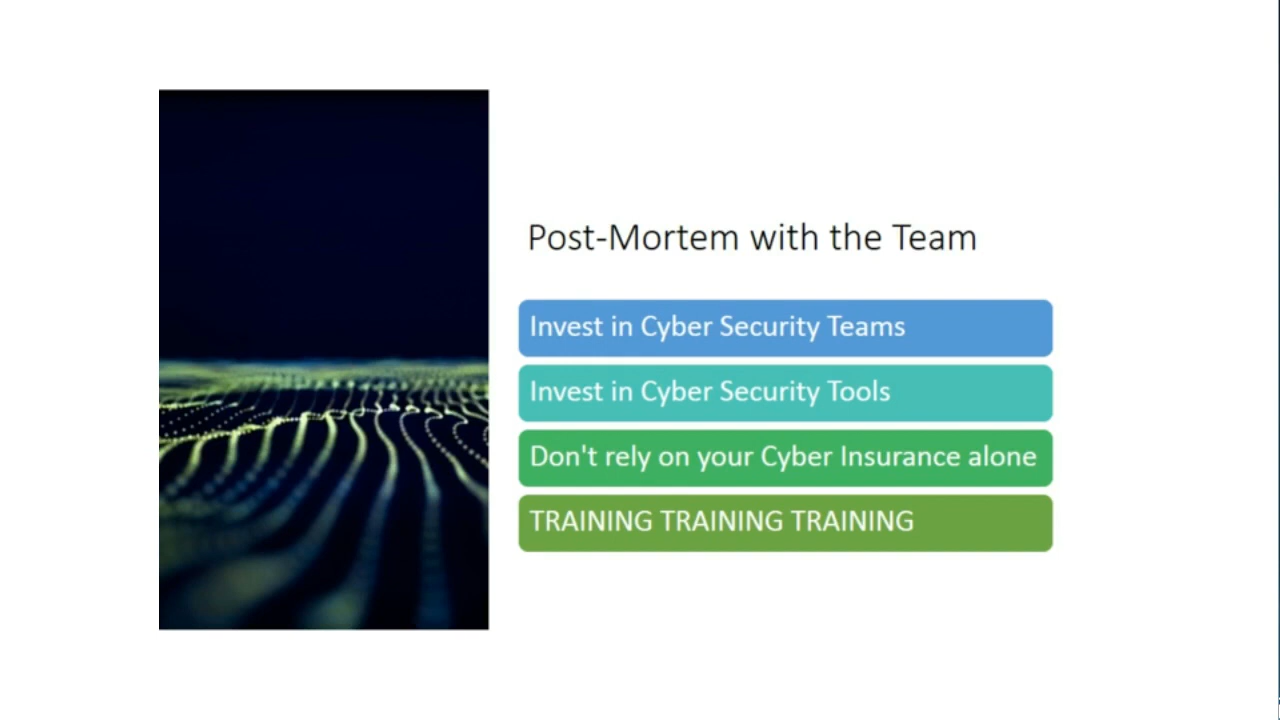 Post-Mortem with the Team
Invest in Cyber Security Teams
Invest in Cyber Security Tools
Don't rely on your Cyber Insurance alone
TRAINING TRAINING TRAINING